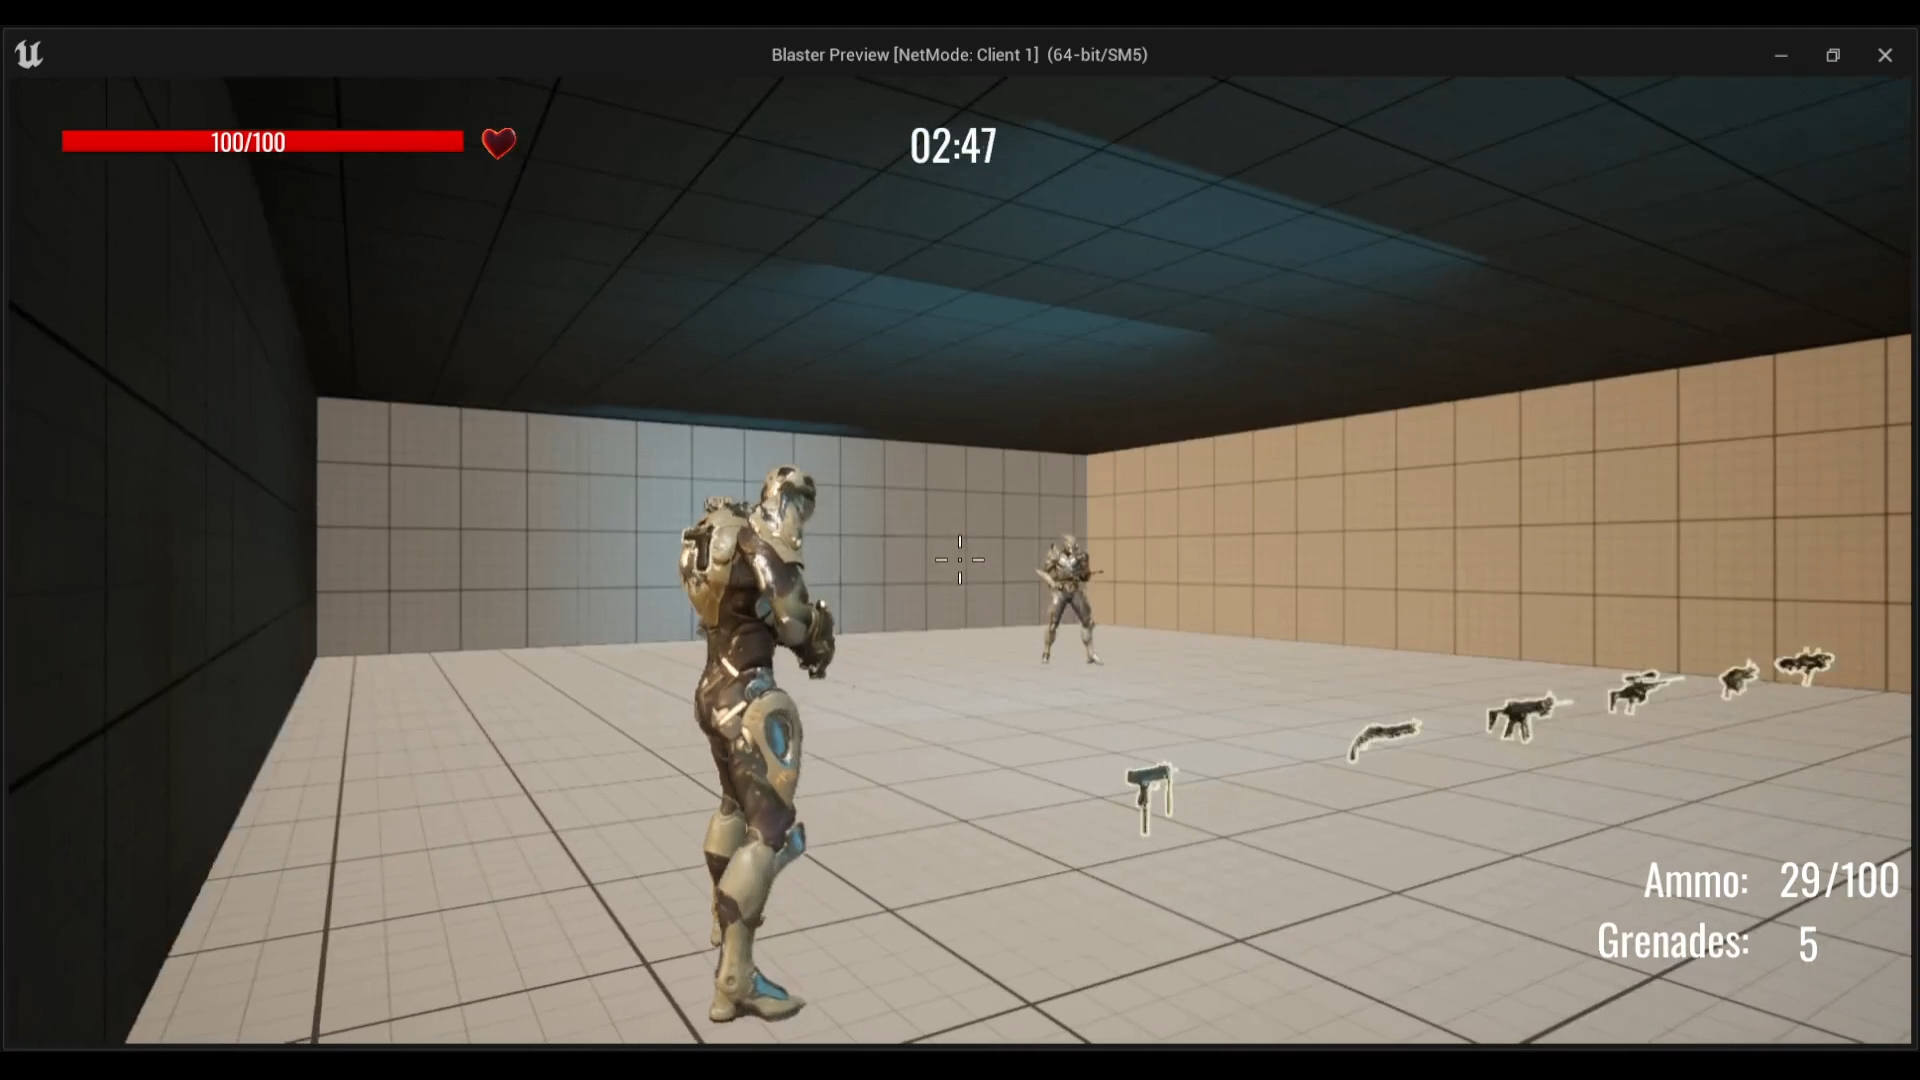 Blaster Preview [NetMode: Client 1] (64-bit/SM5)
100/100
02:47
Ammo: 29/100
Grenades: 5